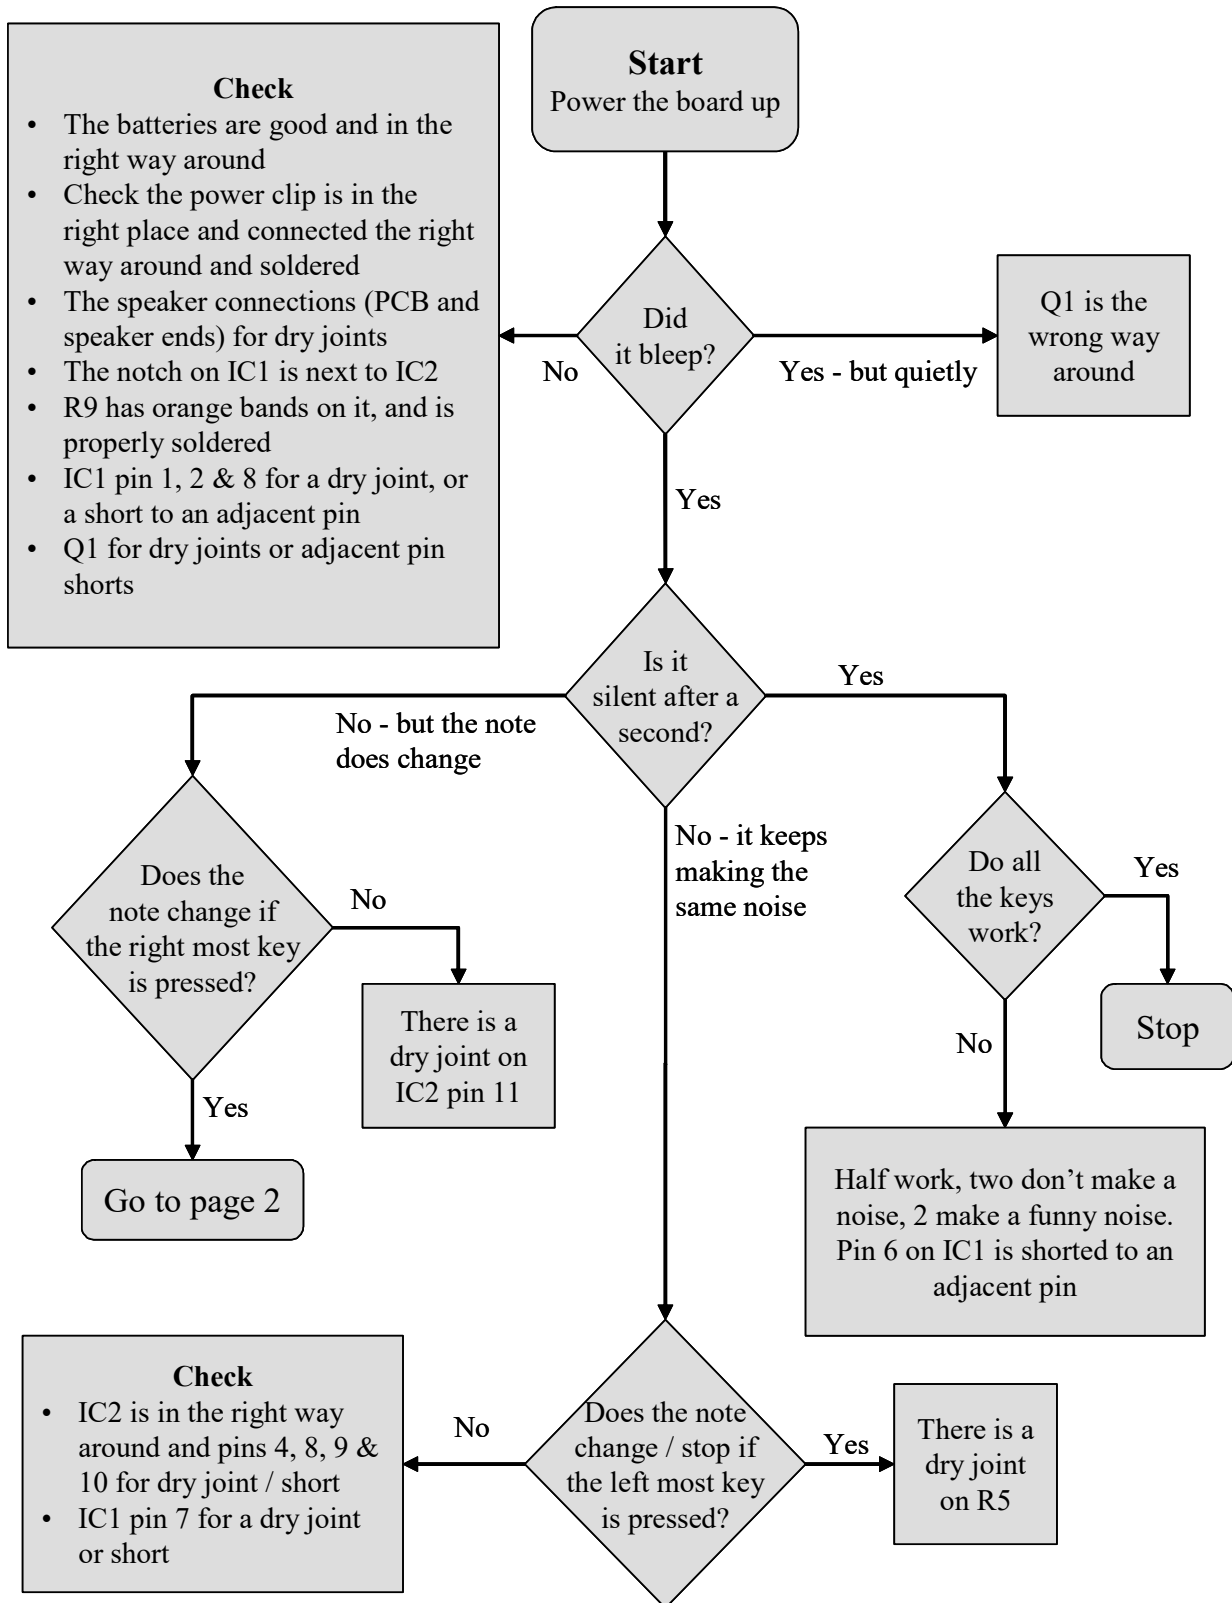 Start
Power the board up
Check
• The batteries are good and in the
right way around
• Check the power clip is in the
right place and connected the right
way around and soldered
• The speaker connections (PCB and
speaker ends) for dry joints
• The notch on IC1 is next to IC2
• R9 has orange bands on it, and is
properly soldered
• IC1 pin 1, 2 & 8 for a dry joint, or
a short to an adjacent pin
• Q1 for dry joints or adjacent pin
shorts
Did
it bleep?
No
Yes - but quietly
Q1 is the
wrong way
around
Yes
Is it
silent after a
second?
No - but the note
does change
Yes
No - it keeps
making the
same noise
Does the
note change if
the right most key
is pressed?
No
There is a
dry joint on
IC2 pin 11
Yes
Go to page 2
Do all
the keys
work?
Yes
Stop
No
Half work, two don’t make a
noise, 2 make a funny noise.
Pin 6 on IC1 is shorted to an
adjacent pin
Does the note
change / stop if
the left most key
is pressed?
No
Check
• IC2 is in the right way
around and pins 4, 8, 9 &
10 for dry joint / short
• IC1 pin 7 for a dry joint
or short
Yes
There is a
dry joint
on R5